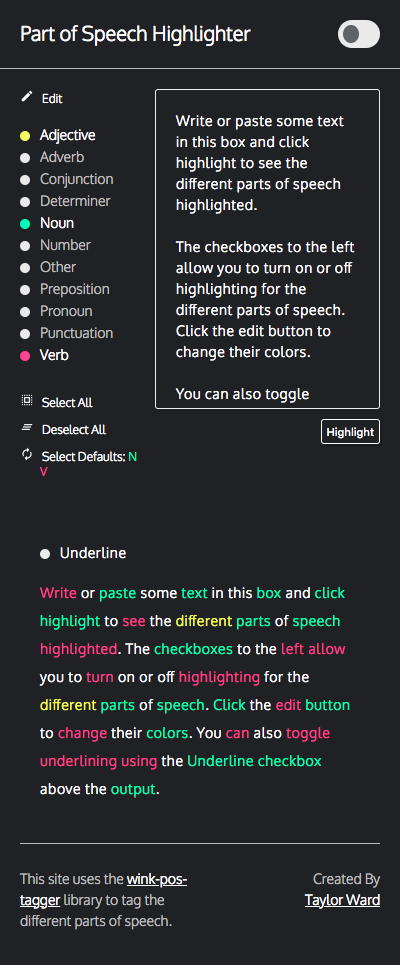 Part of Speech Highlighter
Edit
Adjective
Adverb
Conjunction
Determiner
Noun
Number
Other
Preposition
Pronoun
Punctuation
Verb
Select All
Deselect All
Select Defaults: N
V
Write or paste some text
in this box and click
highlight to see the
different parts of speech
highlighted.
The checkboxes to the left
allow you to turn on or off
highlighting for the
different parts of speech.
Click the edit button to
change their colors.
You can also toggle
Highlight
Underline
Write or paste some text in this box and click
highlight to see the different parts of speech
highlighted. The checkboxes to the left allow
you to turn on or off highlighting for the
different parts of speech. Click the edit button
to change their colors. You can also toggle
underlining using the Underline checkbox
above the output.
This site uses the wink-pos-
tagger library to tag the
different parts of speech.
Created By
Taylor Ward